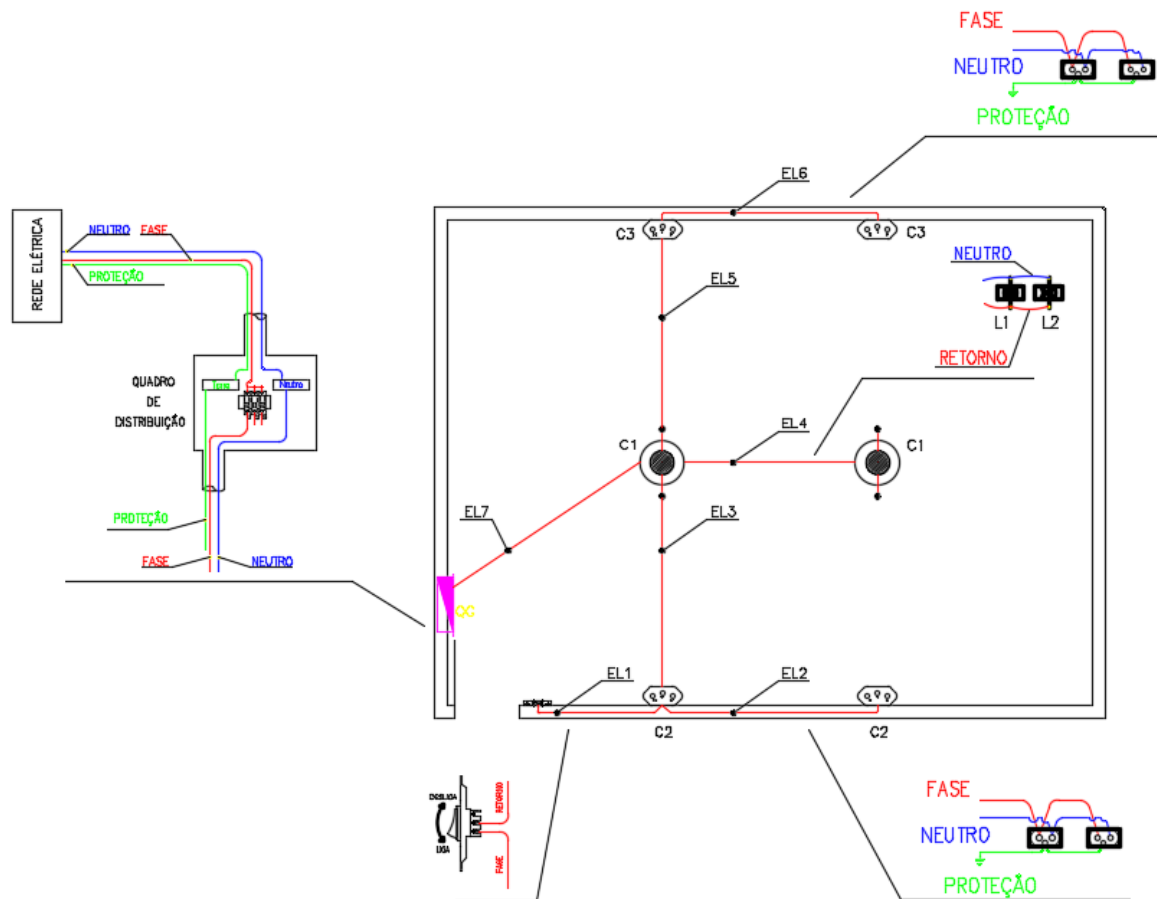 FASE
NEUTRO
PROTEÇÃO
EL6
C3
C3
REDE ELÉTRICA
NEUTRO FASE
PROTEÇÃO
NEUTRO
EL5
L1 L2
RETORNO
QUADRO
DE
DISTRIBUIÇÃO
Terra
Neutro
C1
EL4
C1
PROTEÇÃO
FASE
NEUTRO
EL7
EL3
QC
EL1
EL2
C2
C2
DESLIGA
LIGA
RETORNO
FASE
FASE
NEUTRO
PROTEÇÃO